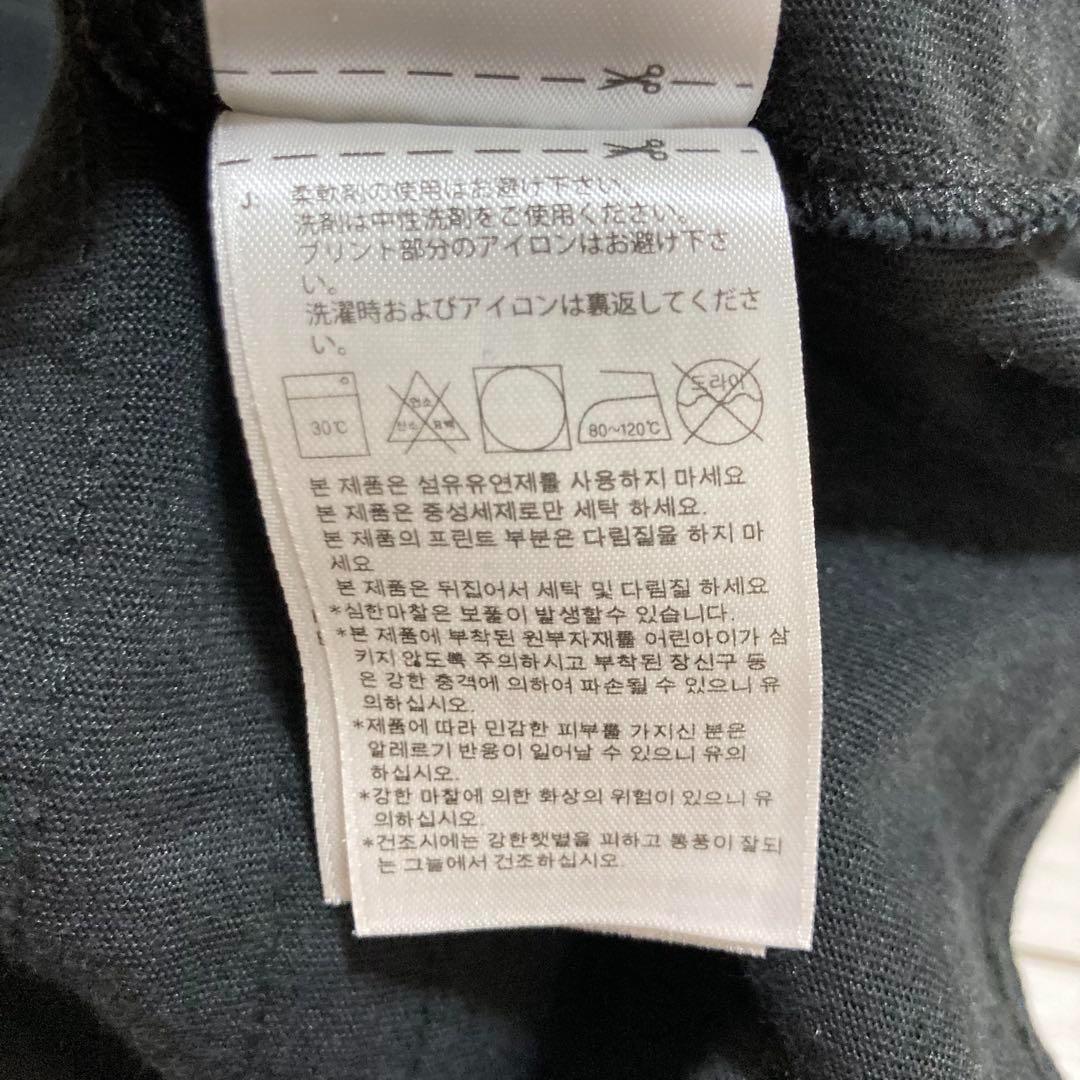 柔軟剤の使用はお避け下さい。
洗剤は中性洗剤をご使用ください。
プリント部分のアイロンはお避け下さ
い。
洗濯時およびアイロンは裏返してくださ
い。
30℃ 염소 산소 표백 80~120℃ 드라이
본 제품은 섬유유연제를 사용하지 마세요
본 제품은 중성세제로만 세탁 하세요.
본 제품의 프린트 부분은 다림질을 하지 마
세요
본 제품은 뒤집어서 세탁 및 다림질 하세요
*심한마찰은 보풀이 발생할수 있습니다.
*본 제품에 부착된 원부자재를 어린아이가 삼
키지 않도록 주의하시고 부착된 장신구 등
은 강한 충격에 의하여 파손될 수 있으니 유
의하십시오.
*제품에 따라 민감한 피부를 가지신 분은
알레르기 반응이 일어날 수 있으니 유의
하십시오.
*강한 마찰에 의한 화상의 위험이 있으니 유
의하십시오.
*건조시에는 강한햇볕을 피하고 통풍이 잘되
는 그늘에서 건조하십시오.